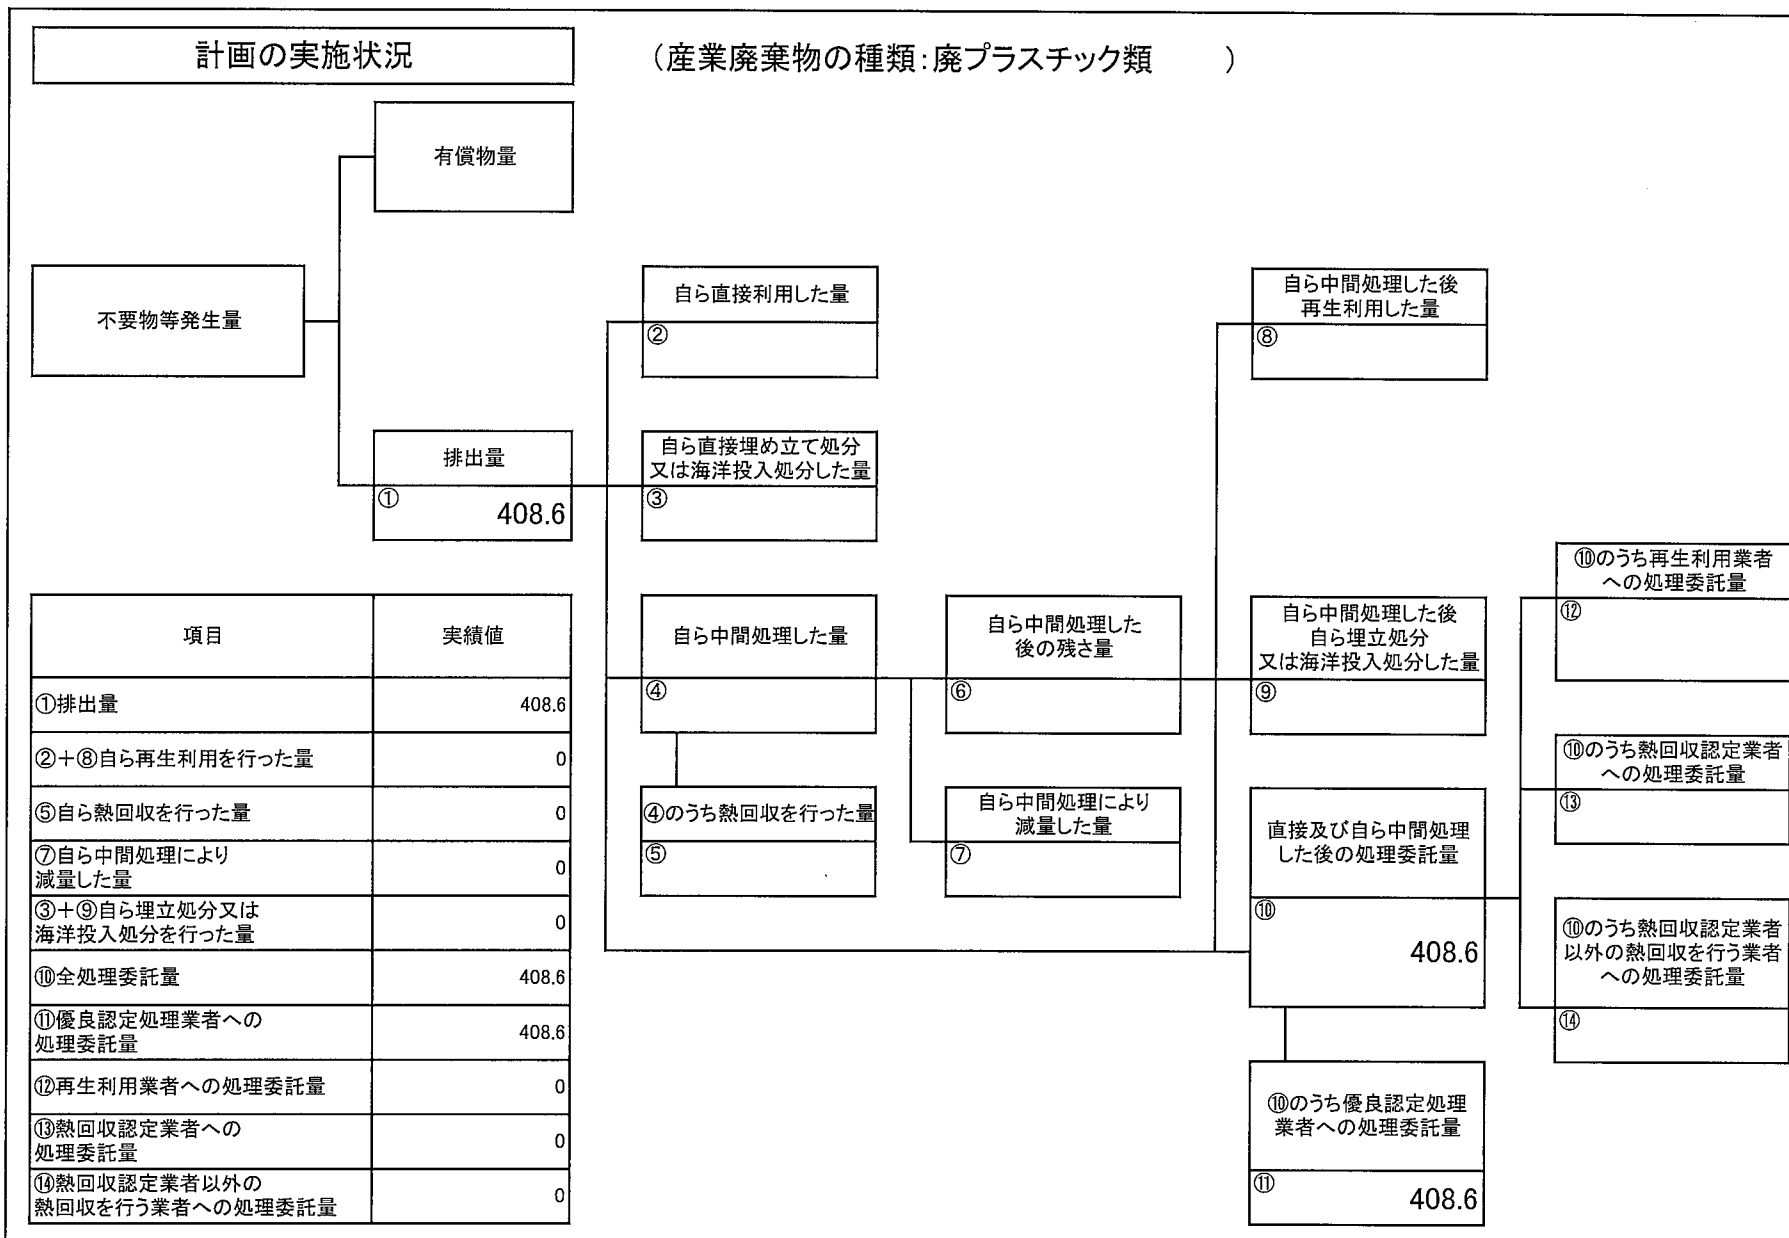 計画の実施状況
(産業廃棄物の種類:廃プラスチック類　　)
有償物量
不要物等発生量
排出量
①
408.6
自ら直接利用した量
②
自ら直接埋め立て処分
又は海洋投入処分した量
③
自ら中間処理した量
④
④のうち熱回収を行った量
⑤
自ら中間処理した
後の残さ量
⑥
自ら中間処理により
減量した量
⑦
自ら中間処理した後
再生利用した量
⑧
自ら中間処理した後
自ら埋立処分
又は海洋投入処分した量
⑨
直接及び自ら中間処理
した後の処理委託量
⑩
408.6
⑩のうち優良認定処理
業者への処理委託量
⑪
408.6
⑩のうち再生利用業者
への処理委託量
⑫
⑩のうち熱回収認定業者
への処理委託量
⑬
⑩のうち熱回収認定業者
以外の熱回収を行う業者
への処理委託量
⑭
項目 実績値
①排出量 408.6
②+⑧自ら再生利用を行った量 0
⑤自ら熱回収を行った量 0
⑦自ら中間処理により
減量した量 0
③+⑨自ら埋立処分又は
海洋投入処分を行った量 0
⑩全処理委託量 408.6
⑪優良認定処理業者への
処理委託量 408.6
⑫再生利用業者への処理委託量 0
⑬熱回収認定業者への
処理委託量 0
⑭熱回収認定業者以外の
熱回収を行う業者への処理委託量 0